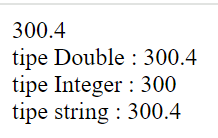 300.4
tipe Double : 300.4
tipe Integer : 300
tipe string : 300.4